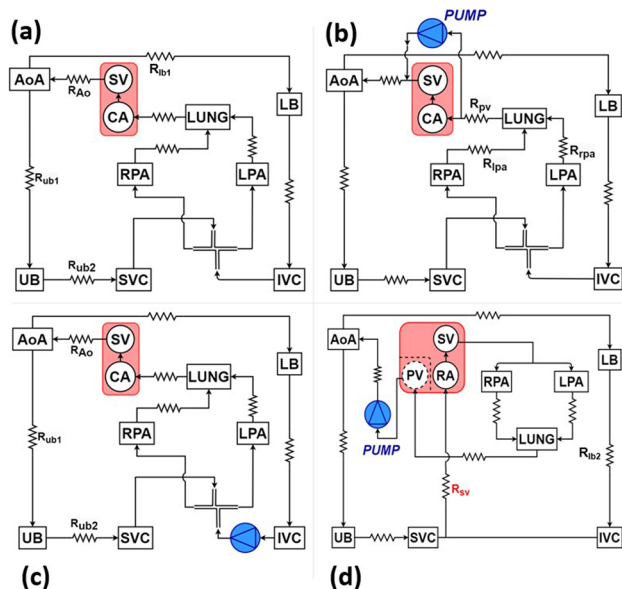 (a)
R_lb1
AoA
SV
R_Ao
LB
CA
LUNG
RPA
LPA
R_ub1
UB
R_ub2
SVC
IVC
(b)
PUMP
AoA
SV
LB
CA
R_pv
LUNG
R_rpa
R_lpa
RPA
LPA
UB
SVC
IVC
AoA
SV
R_Ao
LB
CA
LUNG
RPA
LPA
R_ub1
R_ub2
UB
SVC
IVC
(c)
AoA
SV
LB
PV
RA
RPA
LPA
PUMP
LUNG
R_lb2
R_sv
UB
SVC
IVC
(d)